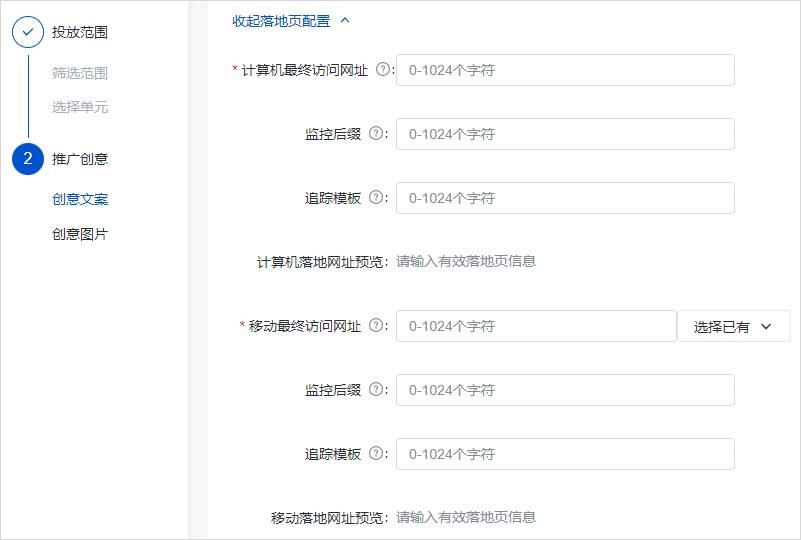 投放范围
筛选范围
选择单元
2 推广创意
创意文案
创意图片
收起落地页配置
* 计算机最终访问网址 ?: 0-1024个字符
监控后缀 ?: 0-1024个字符
追踪模板 ?: 0-1024个字符
计算机落地网址预览: 请输入有效落地页信息
* 移动最终访问网址 ?: 0-1024个字符 选择已有
监控后缀 ?: 0-1024个字符
追踪模板 ?: 0-1024个字符
移动落地网址预览: 请输入有效落地页信息